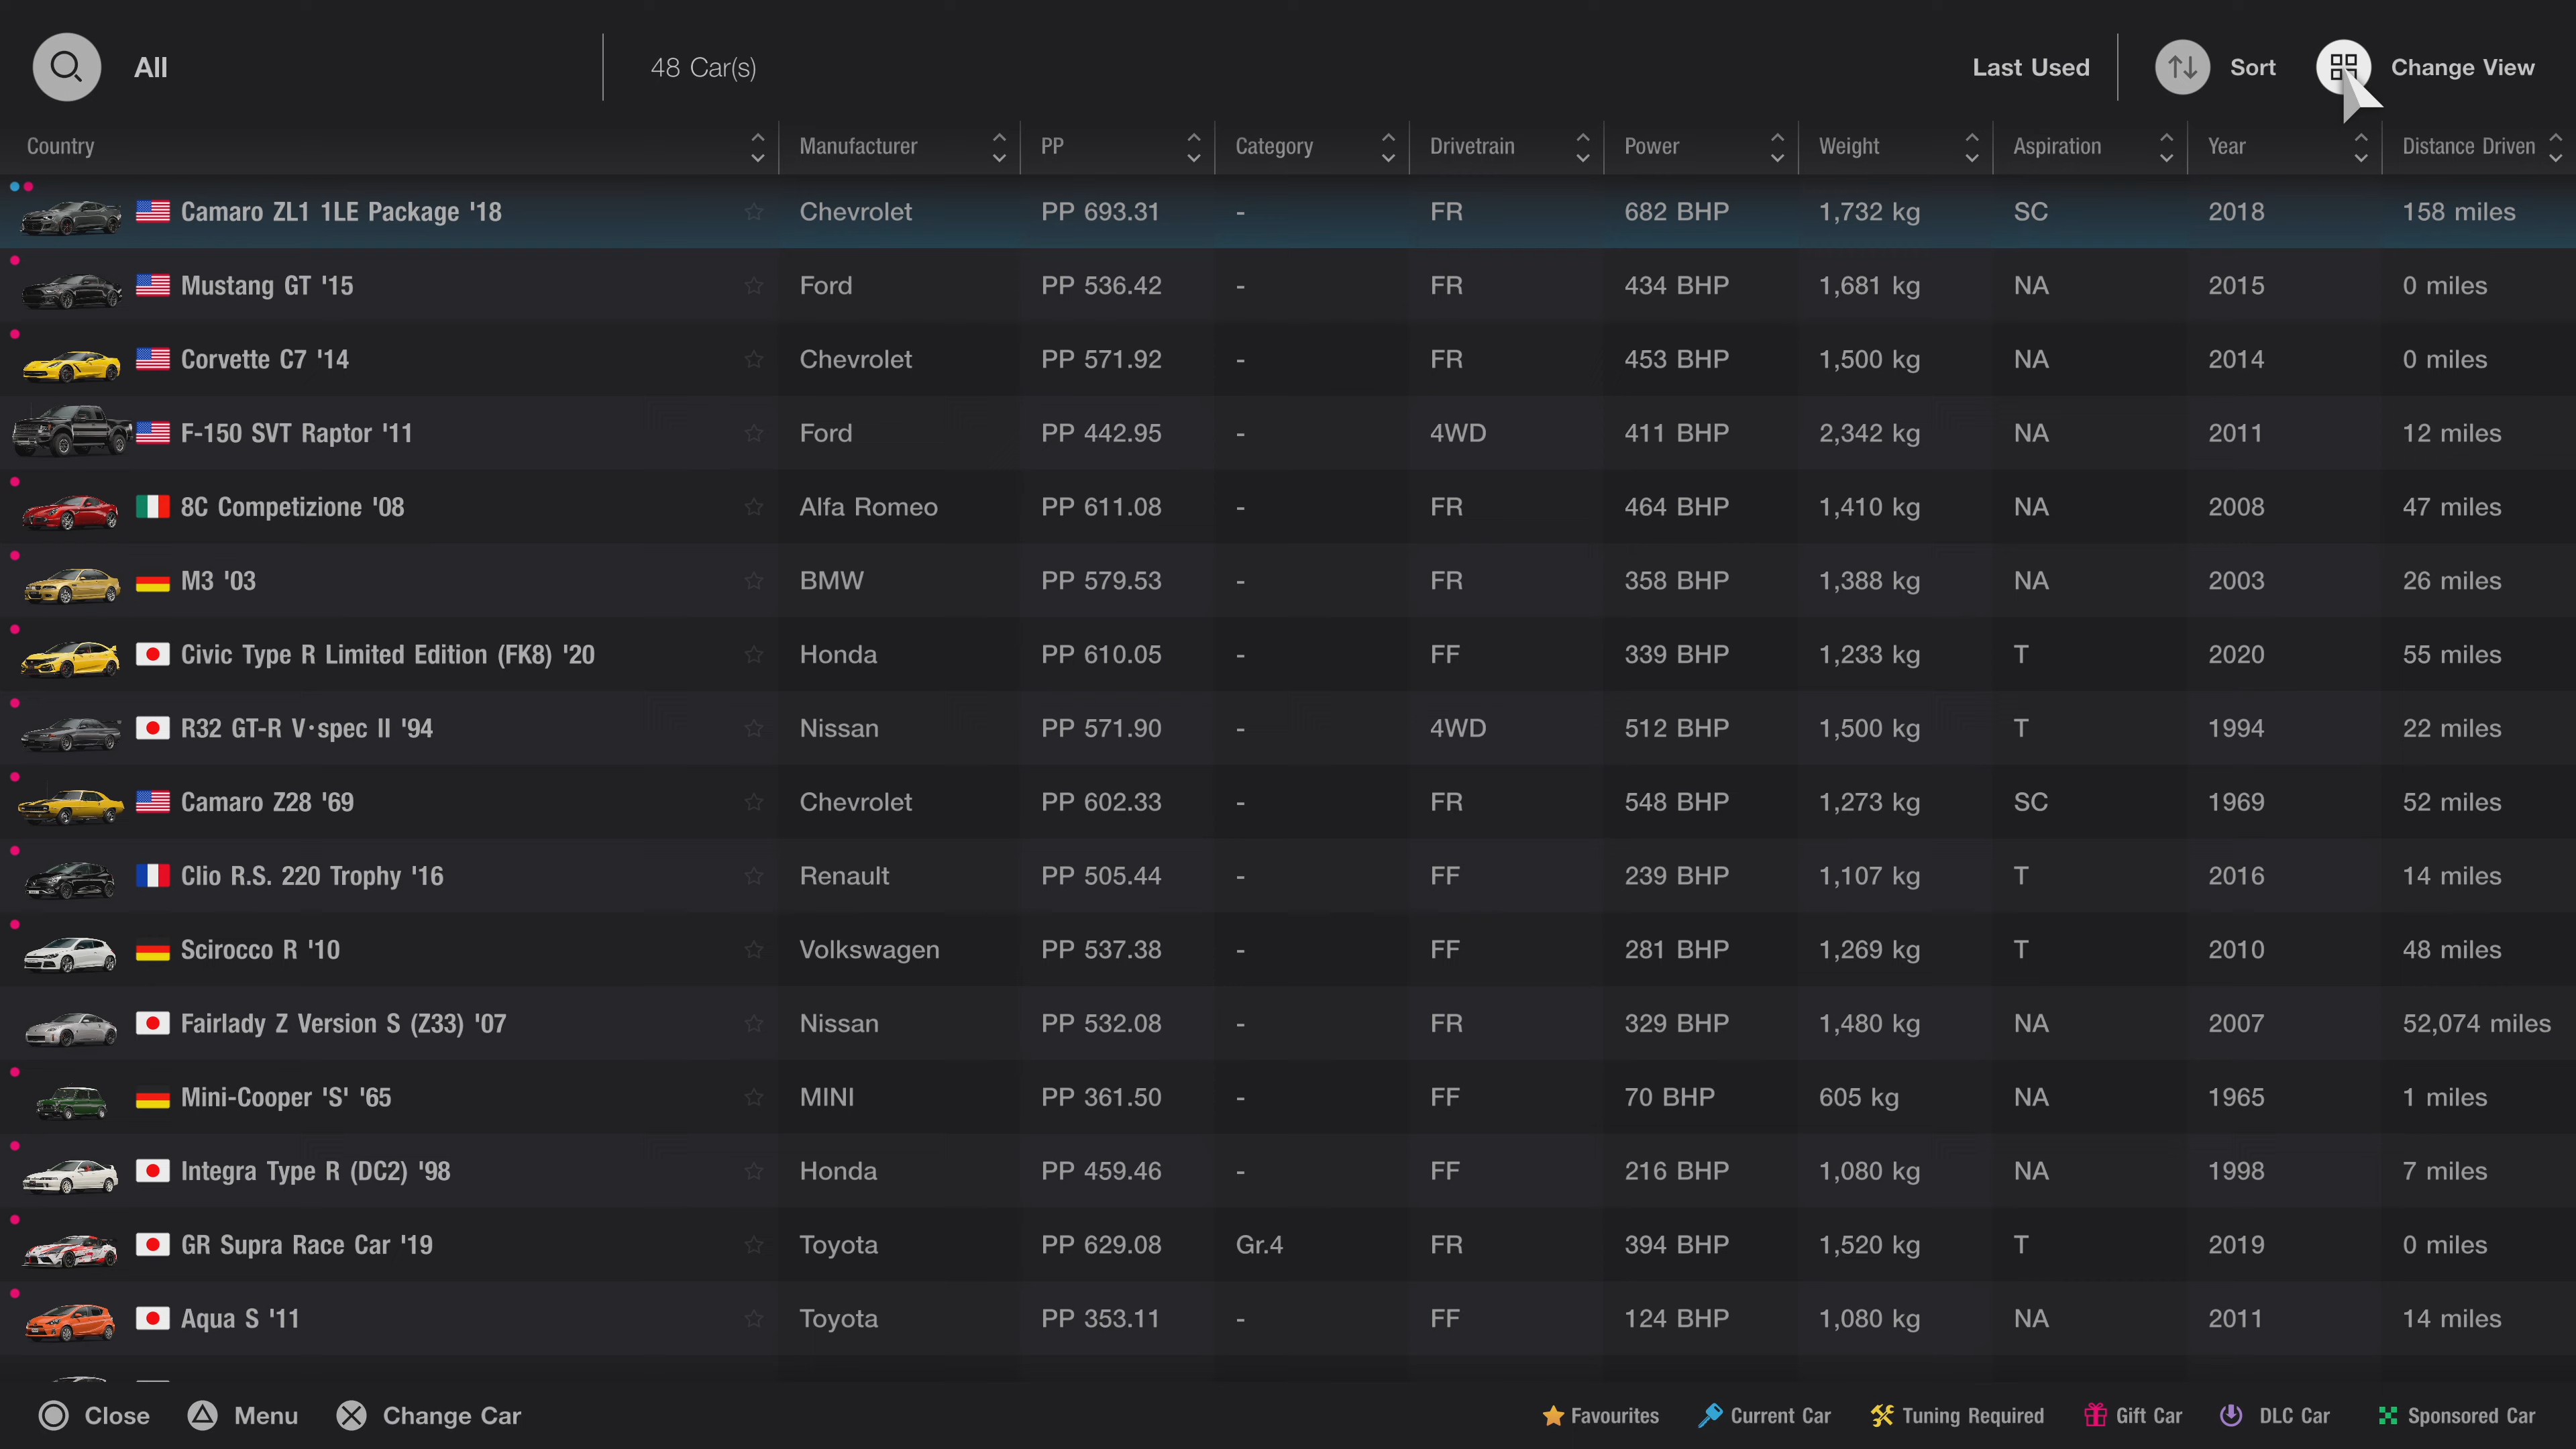 All 48 Car(s) Last Used Sort Change View
Country Manufacturer PP Category Drivetrain Power Weight Aspiration Year Distance Driven
Camaro ZL1 1LE Package '18 Chevrolet PP 693.31 - FR 682 BHP 1,732 kg SC 2018 158 miles
Mustang GT '15 Ford PP 536.42 - FR 434 BHP 1,681 kg NA 2015 0 miles
Corvette C7 '14 Chevrolet PP 571.92 - FR 453 BHP 1,500 kg NA 2014 0 miles
F-150 SVT Raptor '11 Ford PP 442.95 - 4WD 411 BHP 2,342 kg NA 2011 12 miles
8C Competizione '08 Alfa Romeo PP 611.08 - FR 464 BHP 1,410 kg NA 2008 47 miles
M3 '03 BMW PP 579.53 - FR 358 BHP 1,388 kg NA 2003 26 miles
Civic Type R Limited Edition (FK8) '20 Honda PP 610.05 - FF 339 BHP 1,233 kg T 2020 55 miles
R32 GT-R V·spec II '94 Nissan PP 571.90 - 4WD 512 BHP 1,500 kg T 1994 22 miles
Camaro Z28 '69 Chevrolet PP 602.33 - FR 548 BHP 1,273 kg SC 1969 52 miles
Clio R.S. 220 Trophy '16 Renault PP 505.44 - FF 239 BHP 1,107 kg T 2016 14 miles
Scirocco R '10 Volkswagen PP 537.38 - FF 281 BHP 1,269 kg T 2010 48 miles
Fairlady Z Version S (Z33) '07 Nissan PP 532.08 - FR 329 BHP 1,480 kg NA 2007 52,074 miles
Mini-Cooper 'S' '65 MINI PP 361.50 - FF 70 BHP 605 kg NA 1965 1 miles
Integra Type R (DC2) '98 Honda PP 459.46 - FF 216 BHP 1,080 kg NA 1998 7 miles
GR Supra Race Car '19 Toyota PP 629.08 Gr.4 FR 394 BHP 1,520 kg T 2019 0 miles
Aqua S '11 Toyota PP 353.11 - FF 124 BHP 1,080 kg NA 2011 14 miles
Close Menu Change Car Favourites Current Car Tuning Required Gift Car DLC Car Sponsored Car